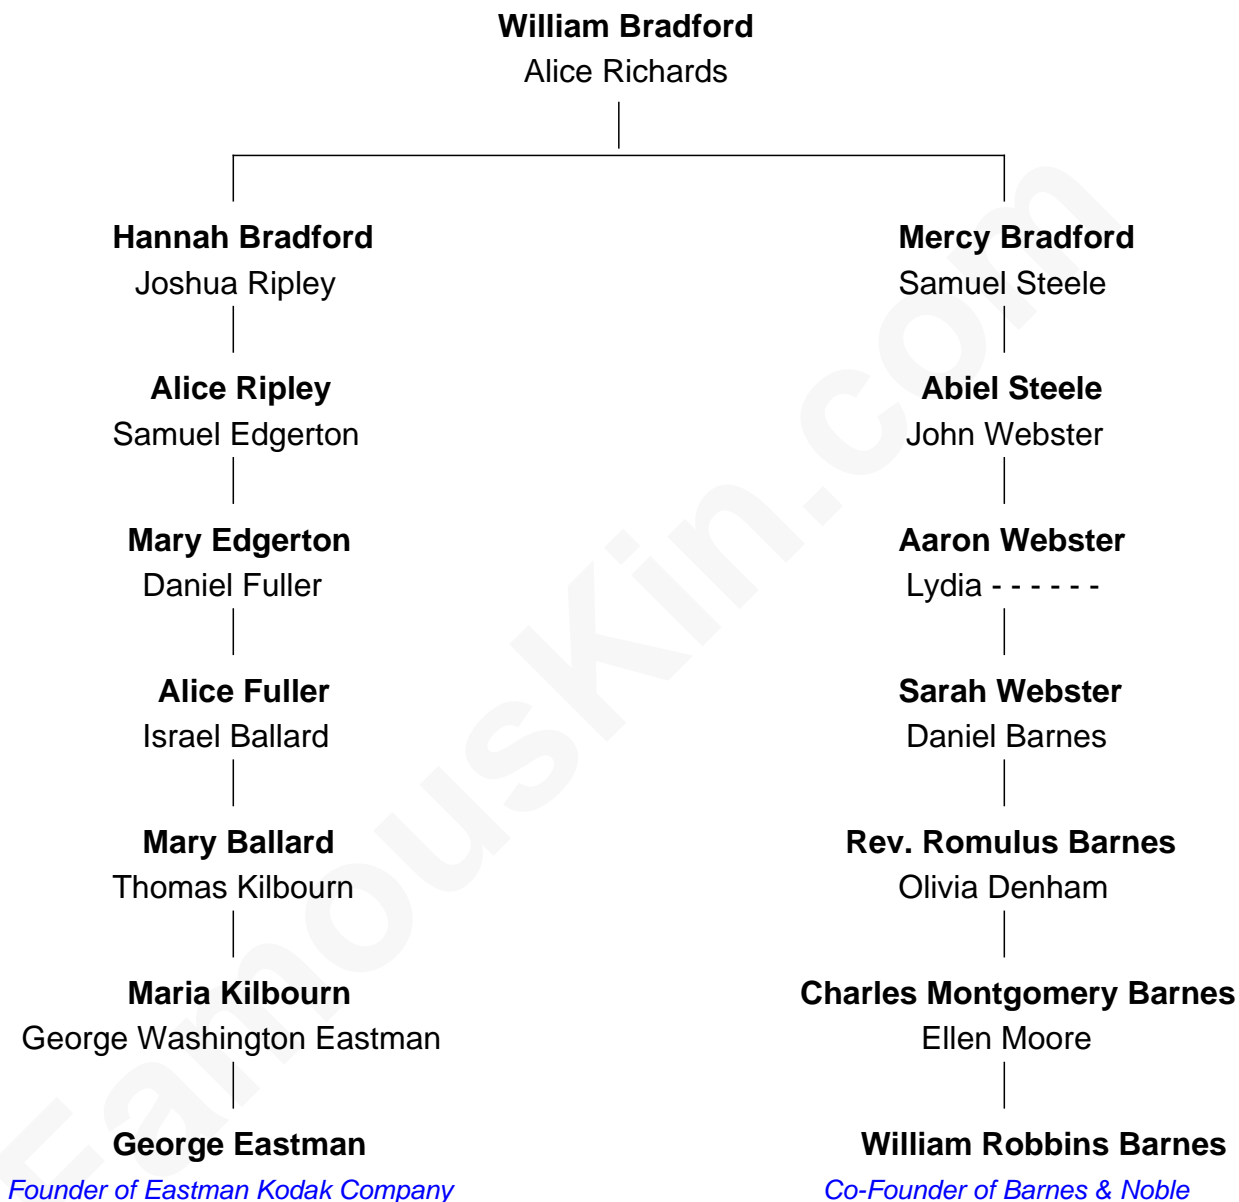 William Bradford
Alice Richards
Hannah Bradford
Joshua Ripley
Mercy Bradford
Samuel Steele
Alice Ripley
Samuel Edgerton
Abiel Steele
John Webster
Mary Edgerton
Daniel Fuller
Aaron Webster
Lydia - - - - - -
Alice Fuller
Israel Ballard
Sarah Webster
Daniel Barnes
Mary Ballard
Thomas Kilbourn
Rev. Romulus Barnes
Olivia Denham
Maria Kilbourn
George Washington Eastman
Charles Montgomery Barnes
Ellen Moore
George Eastman
Founder of Eastman Kodak Company
William Robbins Barnes
Co-Founder of Barnes & Noble
FamousKin.com